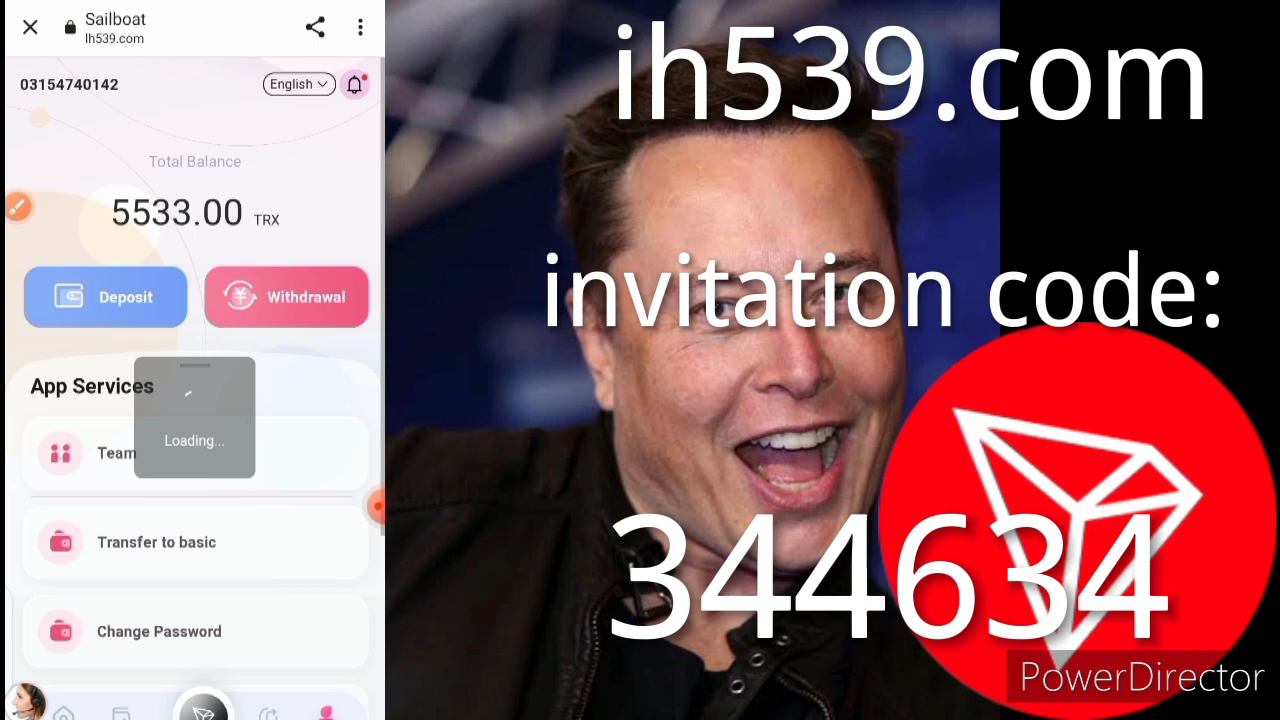 Sailboat
lh539.com
03154740142
English
Total Balance
5533.00 TRX
Deposit
Withdrawal
App Services
Loading...
Team
Transfer to basic
Change Password
ih539.com
invitation code:
344634
PowerDirector